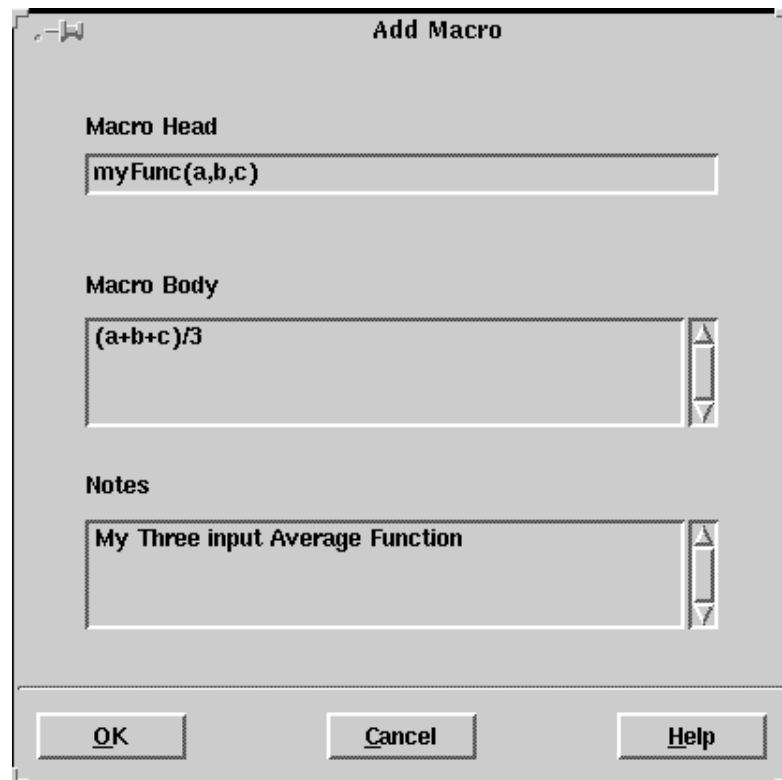 Add Macro
Macro Head
myFunc(a,b,c)
Macro Body
(a+b+c)/3
Notes
My Three input Average Function
OK Cancel Help